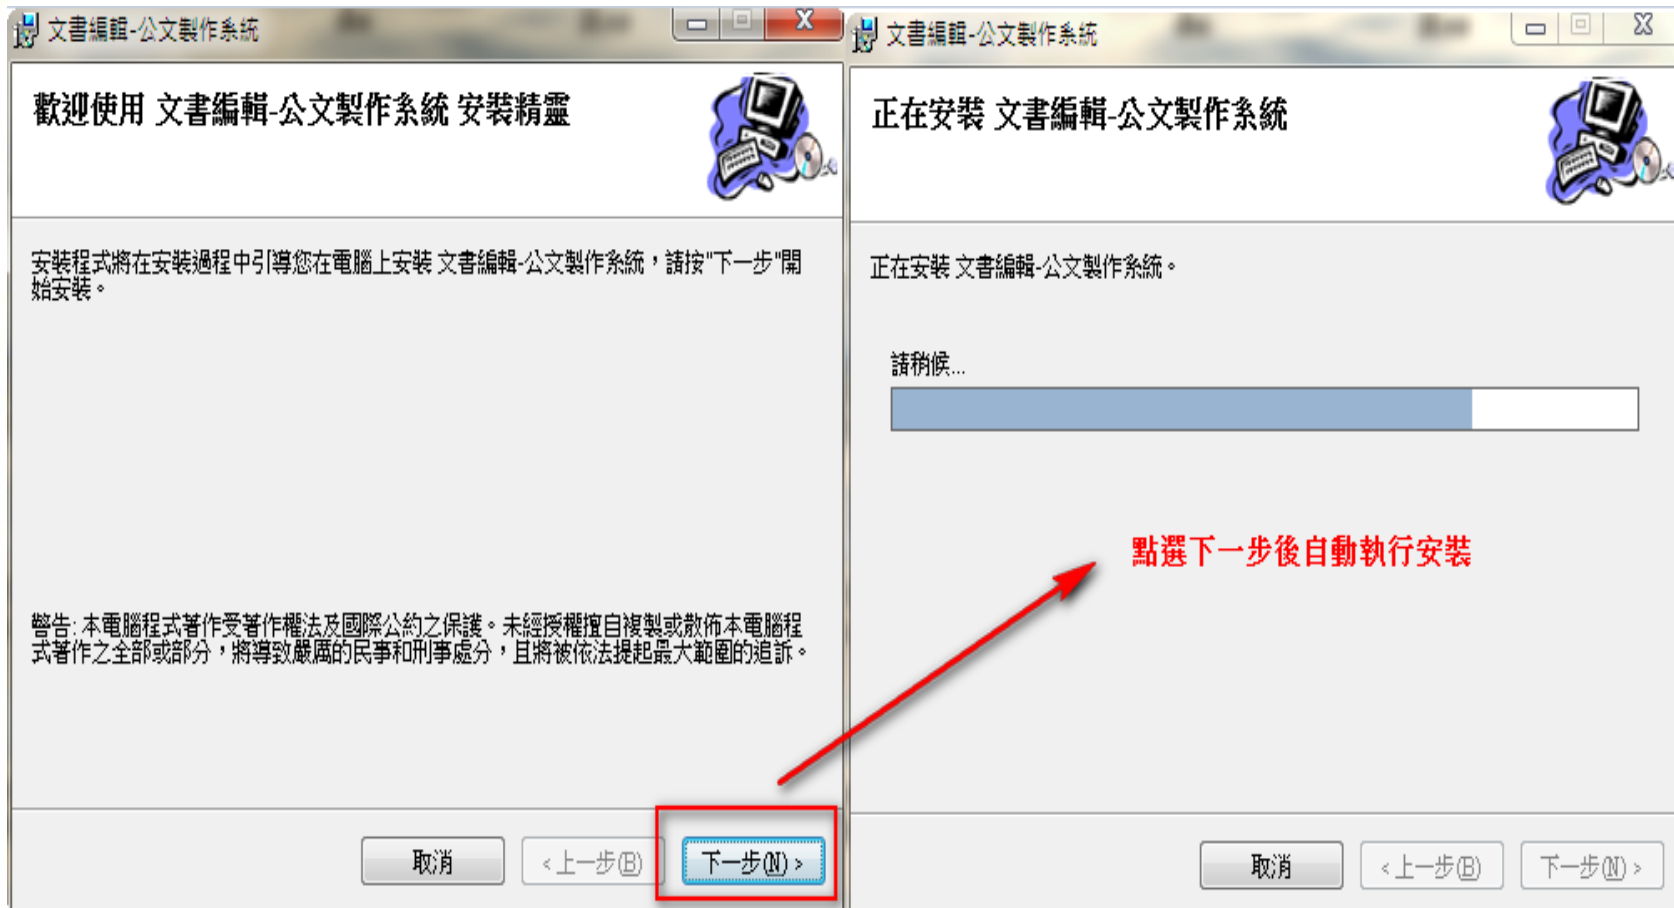 文書編輯-公文製作系統
歡迎使用 文書編輯-公文製作系統 安裝精靈
安裝程式將在安裝過程中引導您在電腦上安裝 文書編輯-公文製作系統，請按"下一步"開
始安裝。
警告: 本電腦程式著作受著作權法及國際公約之保護。未經授權擅自複製或散佈本電腦程
式著作之全部或部分，將導致嚴厲的民事和刑事處分，且將被依法提起最大範圍的追訴。
取消
<上一步(B)
下一步(N) >
文書編輯-公文製作系統
正在安裝 文書編輯-公文製作系統
正在安裝 文書編輯-公文製作系統。
請稍候...
點選下一步後自動執行安裝
取消
<上一步(B)
下一步(N) >